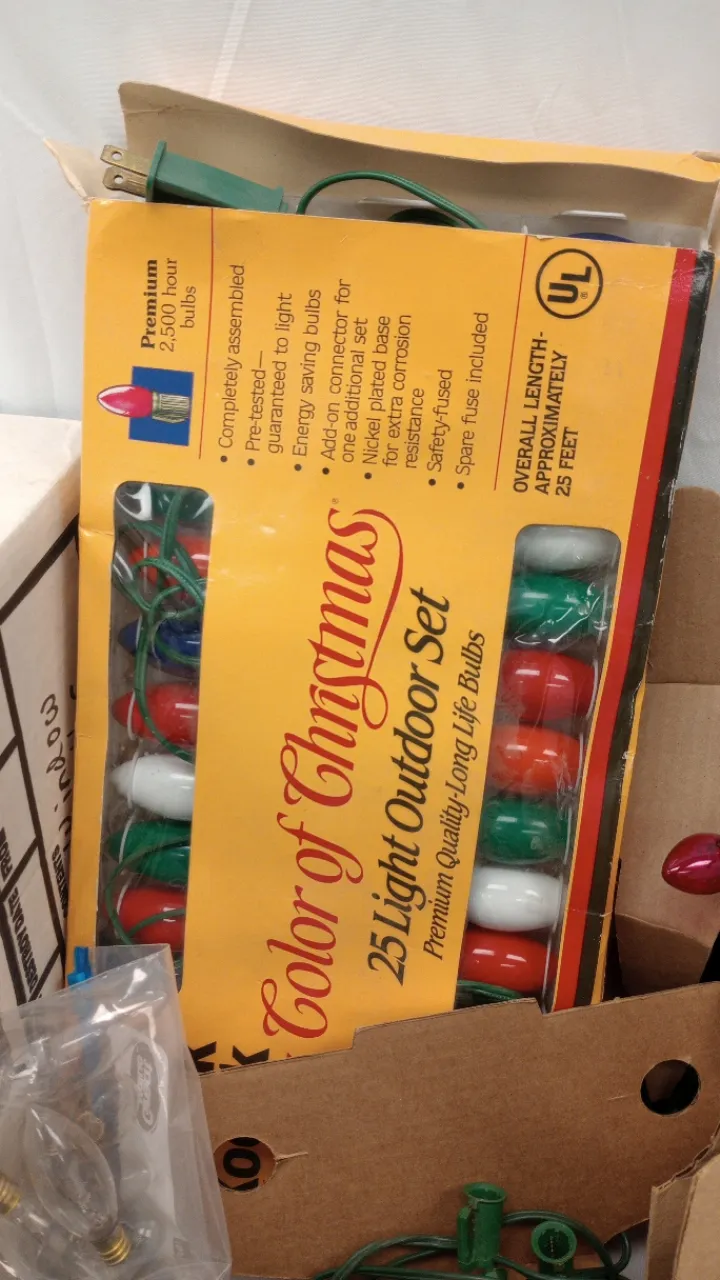 Premium
2,500 hour
bulbs
• Completely assembled
• Pre-tested—
guaranteed to light
• Energy saving bulbs
• Add-on connector for
one additional set
• Nickel plated base
for extra corrosion
resistance
• Safety-fused
• Spare fuse included
UL®
OVERALL LENGTH-
APPROXIMATELY
25 FEET
Color of Christmas®
25 Light Outdoor Set
Premium Quality-Long Life Bulbs
FROM